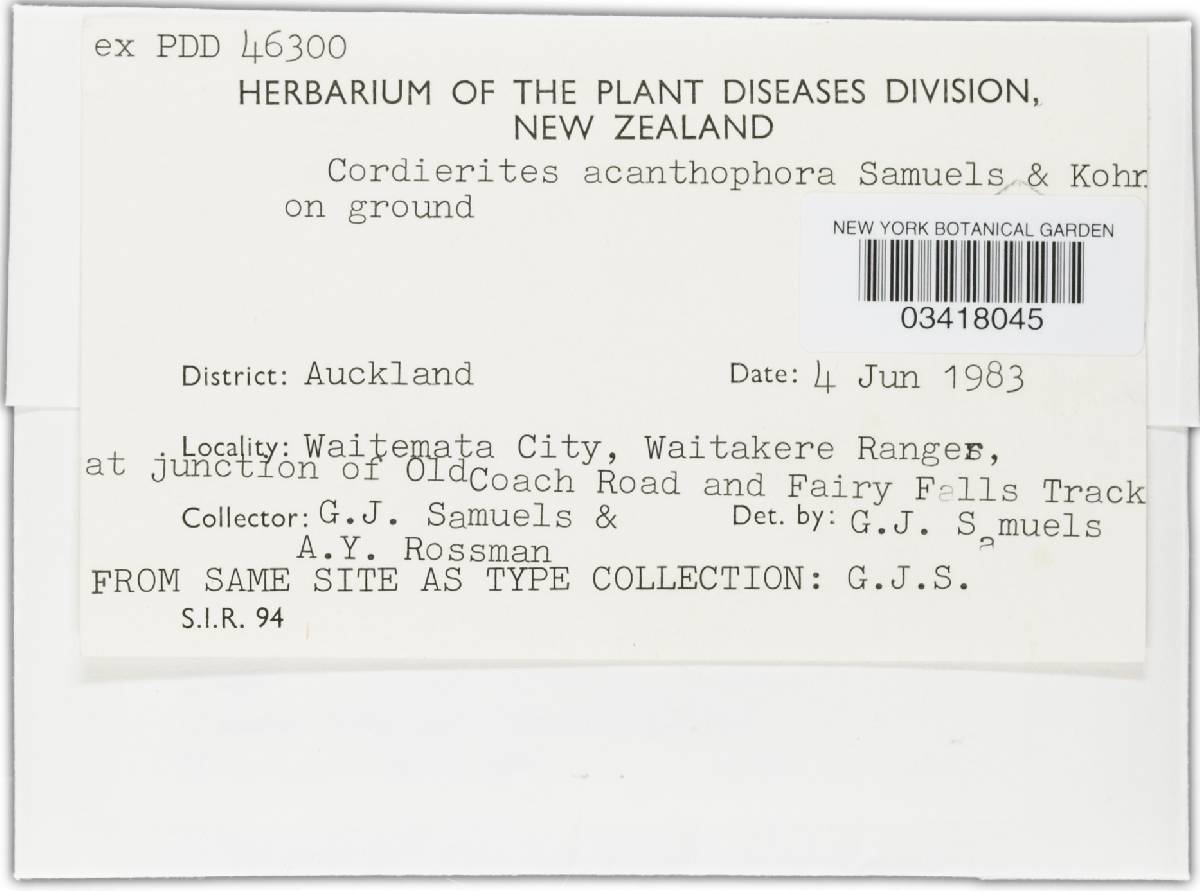 ex PDD 46300
HERBARIUM OF THE PLANT DISEASES DIVISION,
NEW ZEALAND
Cordierites acanthophora Samuels & Kohn
on ground
NEW YORK BOTANICAL GARDEN
03418045
District: Auckland Date: 4 Jun 1983
Locality: Waitemata City, Waitakere Ranges,
at junction of Old Coach Road and Fairy Falls Track
Collector: G.J. Samuels & Det. by: G.J. Samuels
A.Y. Rossman
FROM SAME SITE AS TYPE COLLECTION: G.J.S.
S.I.R. 94